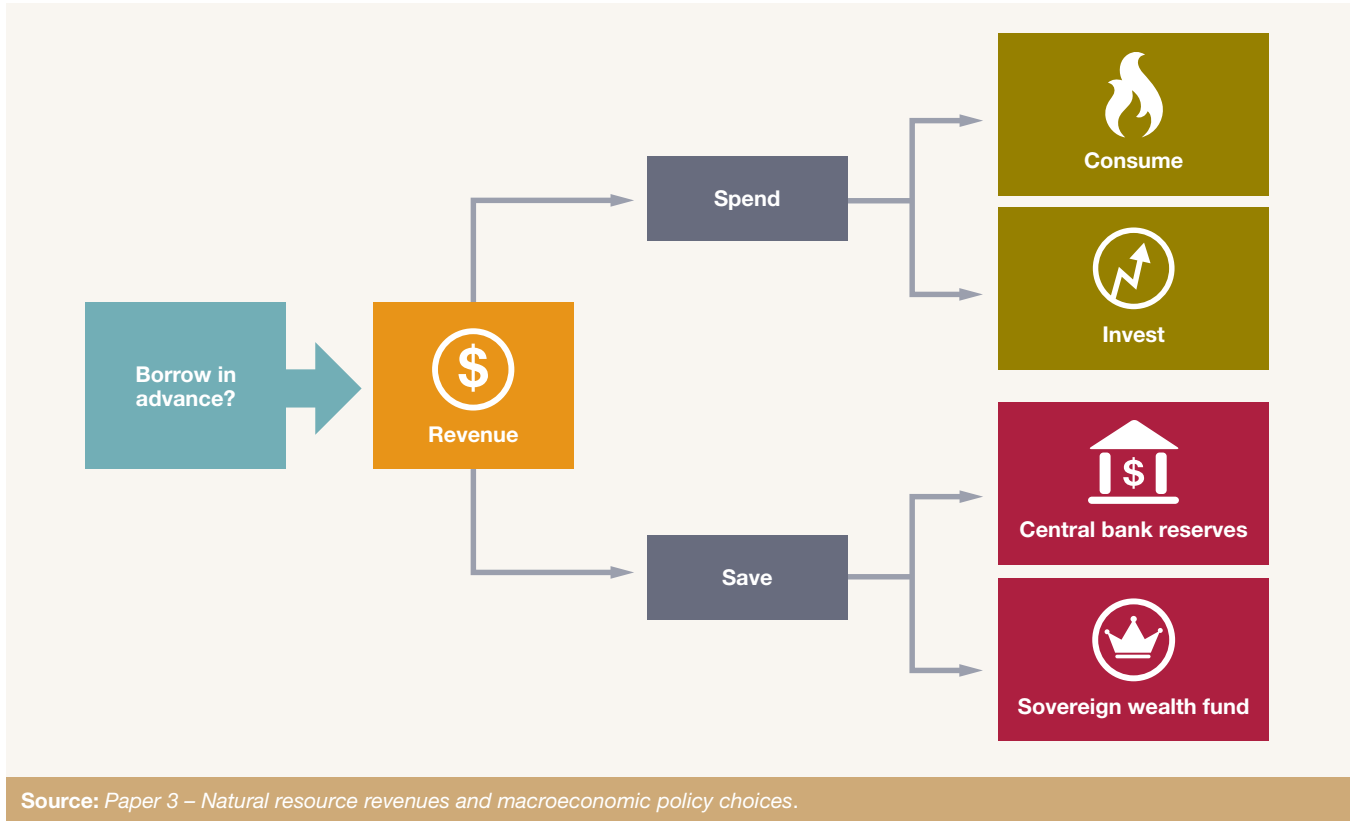 Borrow in
advance?
$
Revenue
Spend
Save
Consume
Invest
$
Central bank reserves
Sovereign wealth fund
Source: Paper 3 – Natural resource revenues and macroeconomic policy choices.